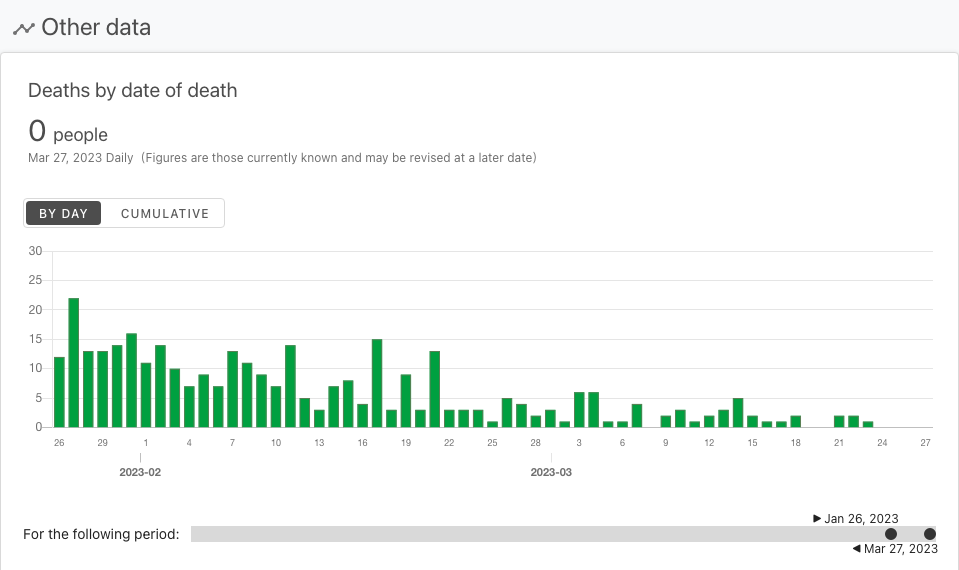 Other data
Deaths by date of death
0 people
Mar 27, 2023 Daily (Figures are those currently known and may be revised at a later date)
BY DAY CUMULATIVE
30
25
20
15
10
5
0
26 29 1 4 7 10 13 16 19 22 25 28 3 6 9 12 15 18 21 24 27
2023-02 2023-03
Jan 26, 2023
For the following period:
Mar 27, 2023